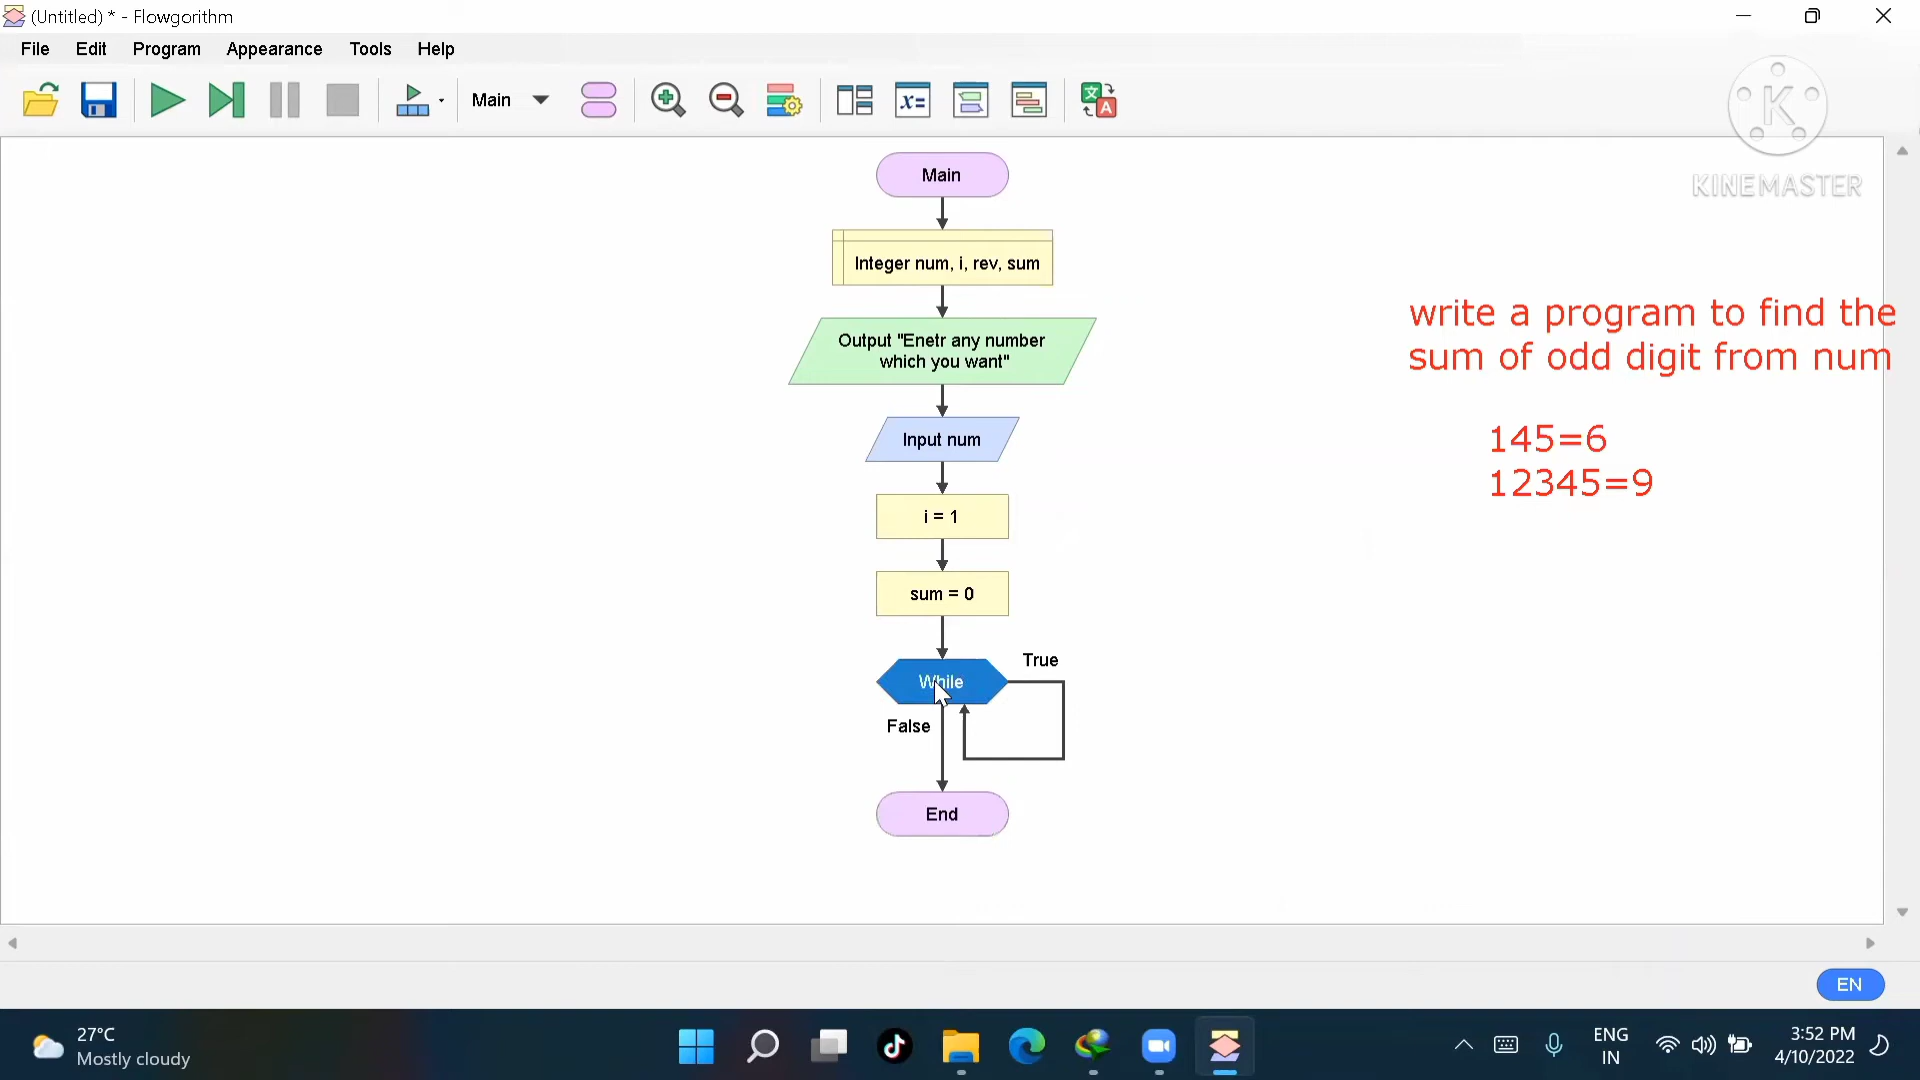 (Untitled) * - Flowgorithm
File Edit Program Appearance Tools Help
Main
x=
文 A
K
KINEMASTER
Main
Integer num, i, rev, sum
Output "Enetr any number
which you want"
Input num
i = 1
sum = 0
While
True
False
End
write a program to find the
sum of odd digit from num
145=6
12345=9
EN
27°C
Mostly cloudy
ENG
IN
3:52 PM
4/10/2022